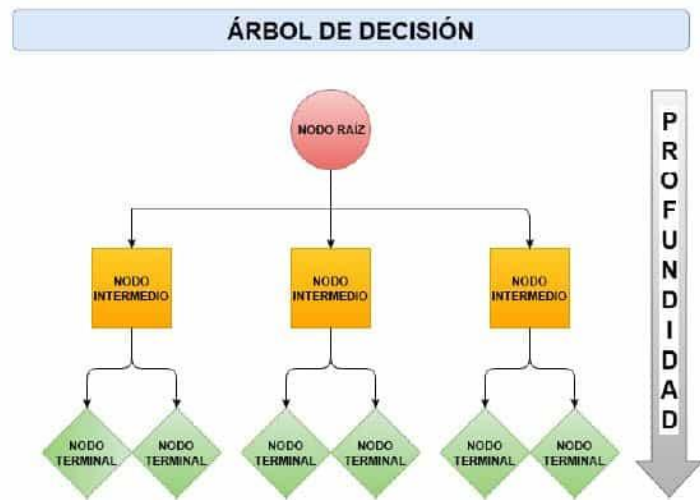 ÁRBOL DE DECISIÓN
NODO RAÍZ
NODO
INTERMEDIO
NODO
INTERMEDIO
NODO
INTERMEDIO
NODO
TERMINAL
NODO
TERMINAL
NODO
TERMINAL
NODO
TERMINAL
NODO
TERMINAL
NODO
TERMINAL
PROFUNDIDAD